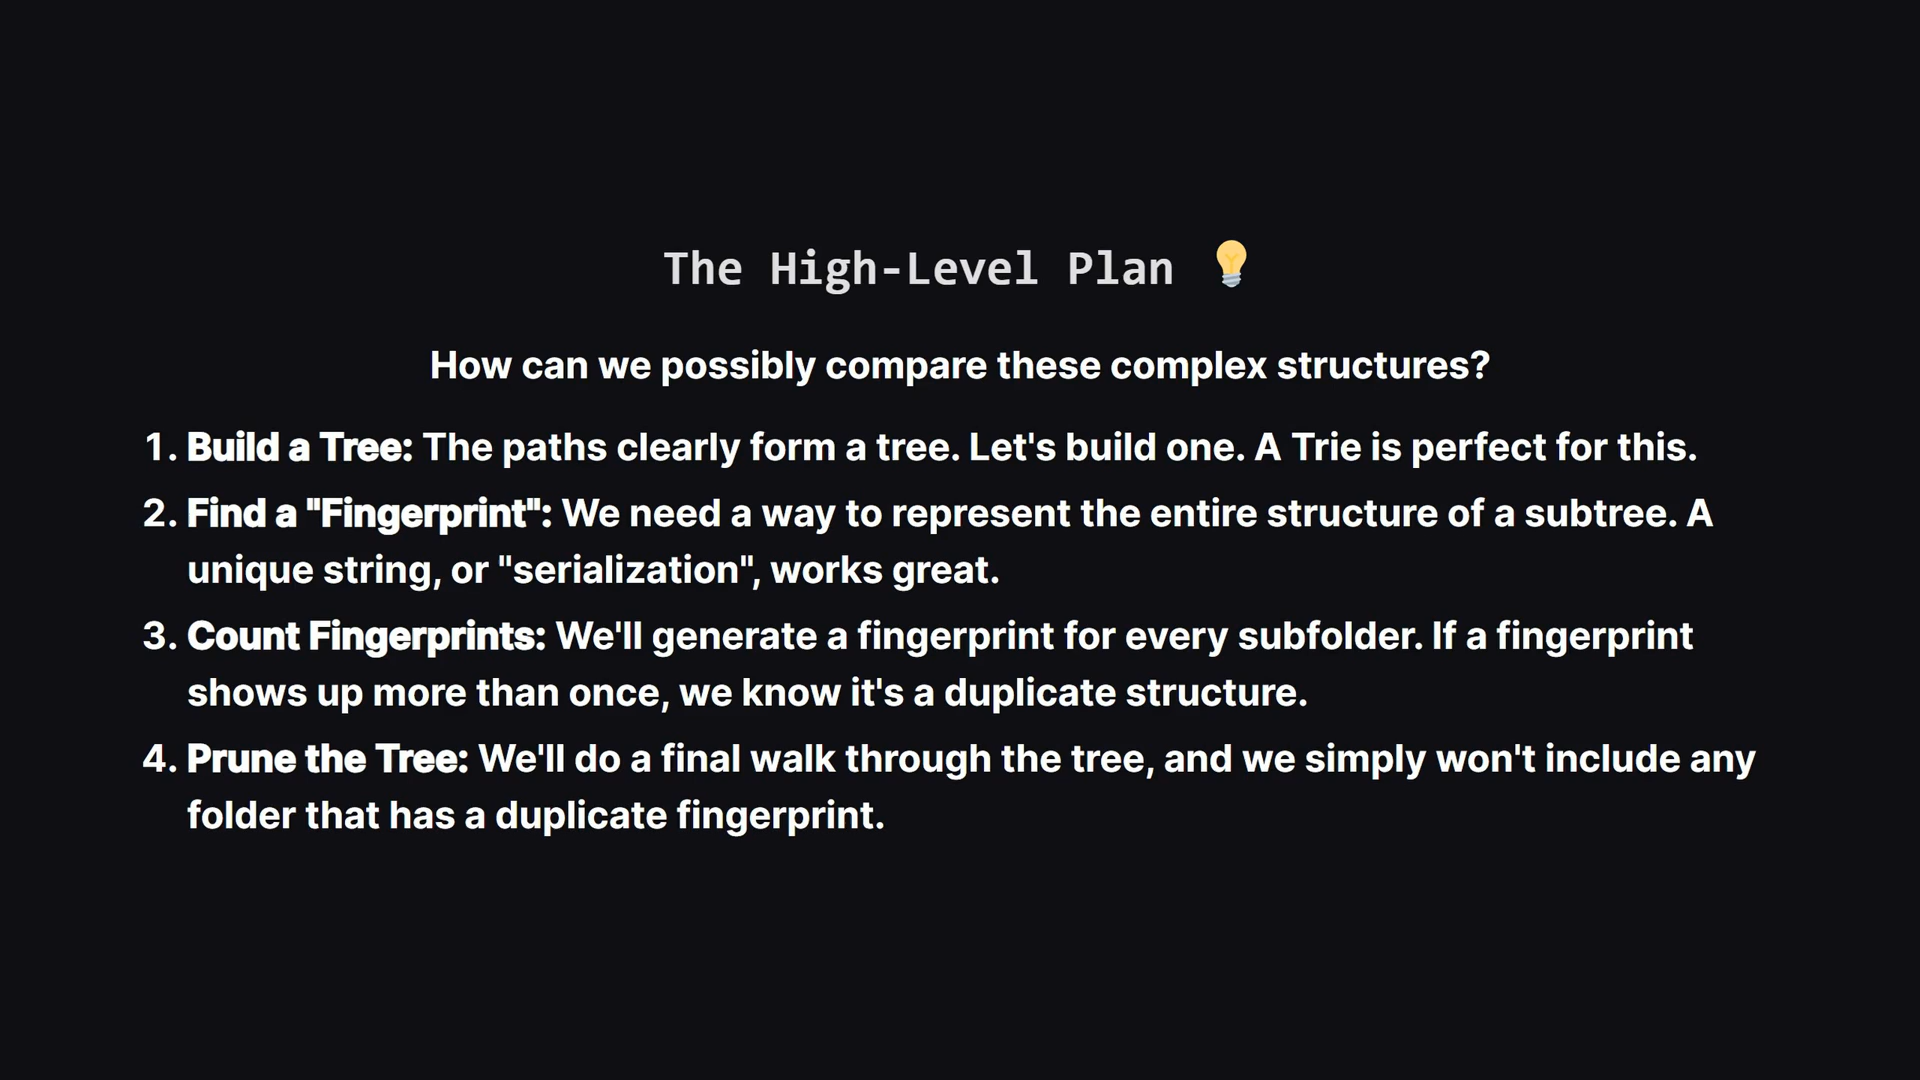 The High-Level Plan 💡
How can we possibly compare these complex structures?
1. Build a Tree: The paths clearly form a tree. Let's build one. A Trie is perfect for this.
2. Find a "Fingerprint": We need a way to represent the entire structure of a subtree. A
unique string, or "serialization", works great.
3. Count Fingerprints: We'll generate a fingerprint for every subfolder. If a fingerprint
shows up more than once, we know it's a duplicate structure.
4. Prune the Tree: We'll do a final walk through the tree, and we simply won't include any
folder that has a duplicate fingerprint.